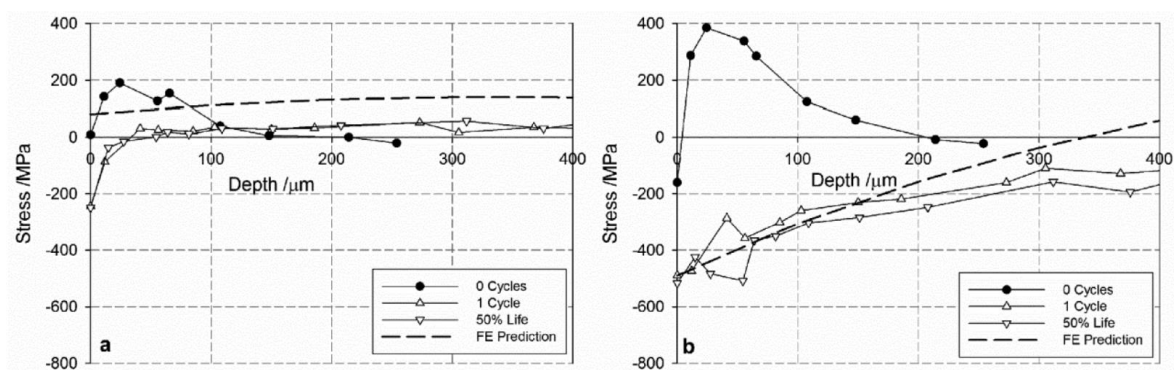 400
200
0
-200
-400
-600
-800
0
100
200
300
400
Stress /MPa
Depth /μm
a
0 Cycles
1 Cycle
50% Life
FE Prediction
400
200
0
-200
-400
-600
-800
0
100
200
300
400
Stress /MPa
Depth /μm
b
0 Cycles
1 Cycle
50% Life
FE Prediction